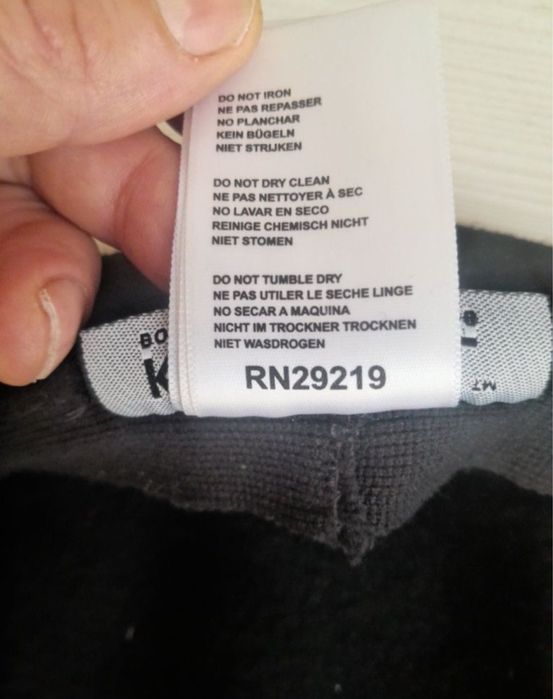 DO NOT IRON
NE PAS REPASSER
NO PLANCHAR
KEIN BÜGELN
NIET STRIJKEN
DO NOT DRY CLEAN
NE PAS NETTOYER À SEC
NO LAVAR EN SECO
REINIGE CHEMISCH NICHT
NIET STOMEN
DO NOT TUMBLE DRY
NE PAS UTILER LE SECHE LINGE
NO SECAR A MAQUINA
NICHT IM TROCKNER TROCKNEN
NIET WASDROGEN
RN29219
BO
K